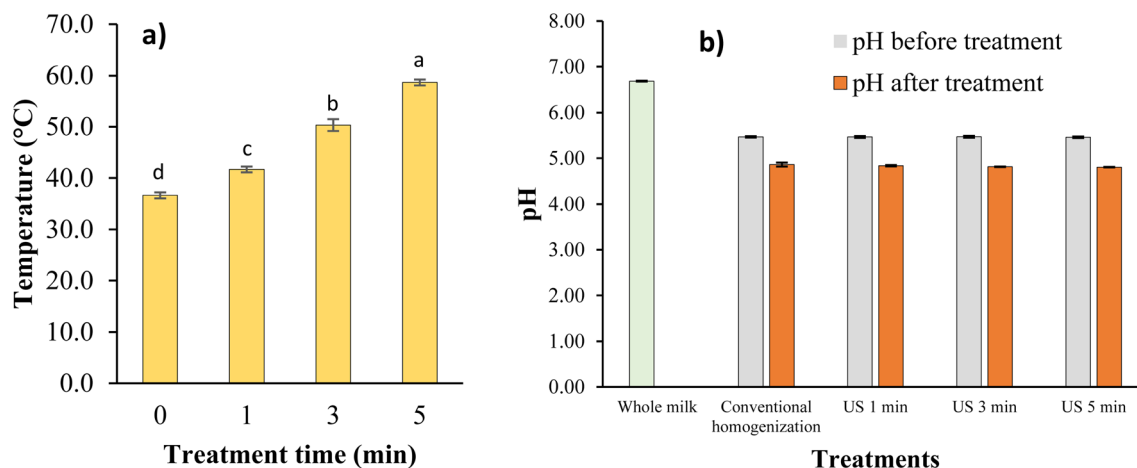 a)
70.0
60.0
50.0
40.0
30.0
20.0
10.0
0.0
Temperature (°C)
d
c
b
a
0 1 3 5
Treatment time (min)
b)
pH before treatment
pH after treatment
8.00
7.00
6.00
5.00
4.00
3.00
2.00
1.00
0.00
pH
Whole milk Conventional homogenization US 1 min US 3 min US 5 min
Treatments